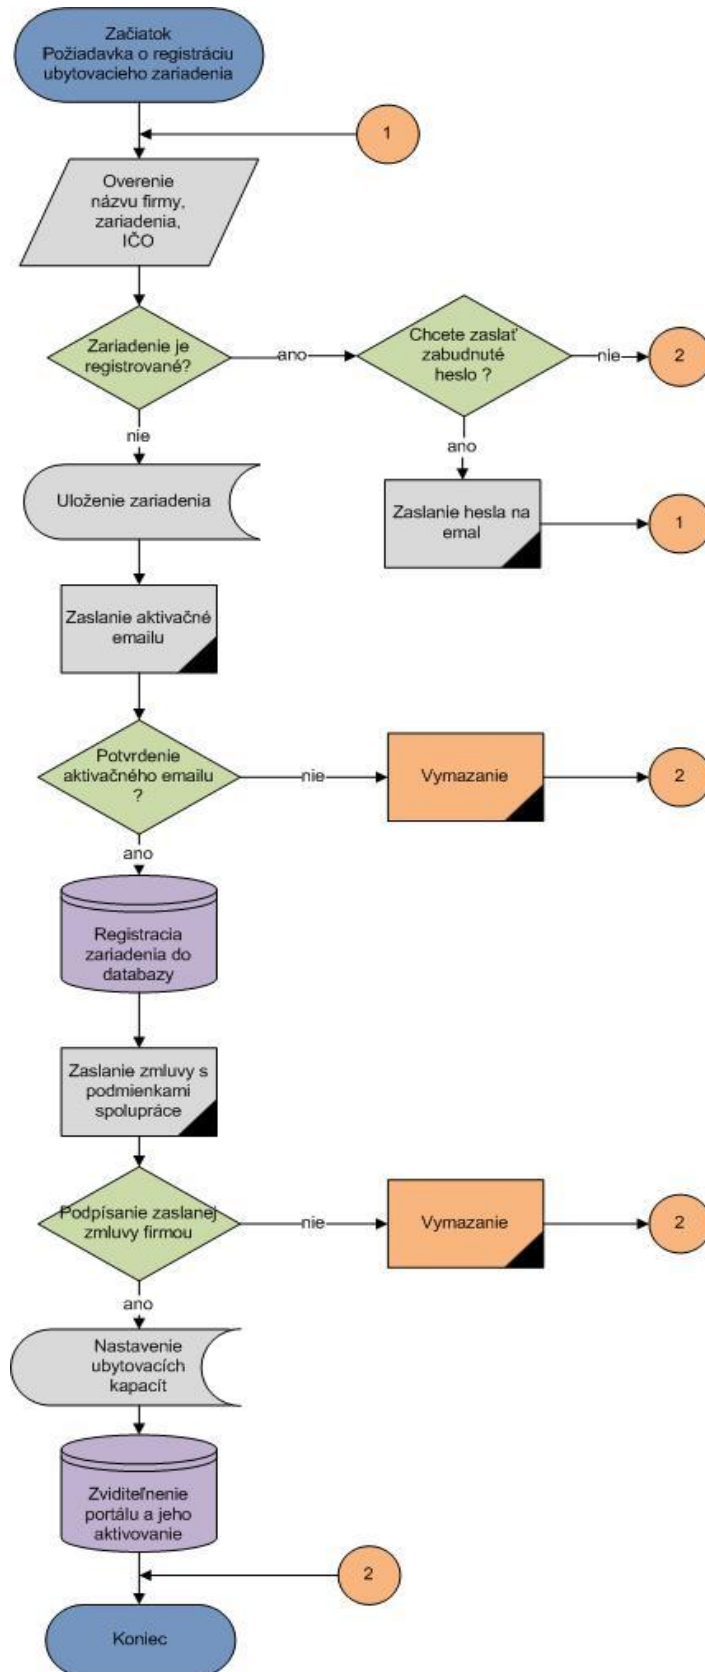 Začiatok
Požiadavka o registráciu
ubytovacieho zariadenia
1
Overenie
názvu firmy,
zariadenia,
IČO
Zariadenie je
registrované?
ano
Chcete zaslať
zabudnuté
heslo ?
nie
2
nie
ano
Uloženie zariadenia
Zaslanie hesla na
emal
1
Zaslanie aktivačné
emailu
Potvrdenie
aktivačného emailu
?
nie
Vymazanie
2
ano
Registracia
zariadenia do
databazy
Zaslanie zmluvy s
podmienkami
spolupráce
Podpísanie zaslanej
zmluvy firmou
nie
Vymazanie
2
ano
Nastavenie
ubytovacích
kapacít
Zviditeľnenie
portálu a jeho
aktivovanie
2
Koniec